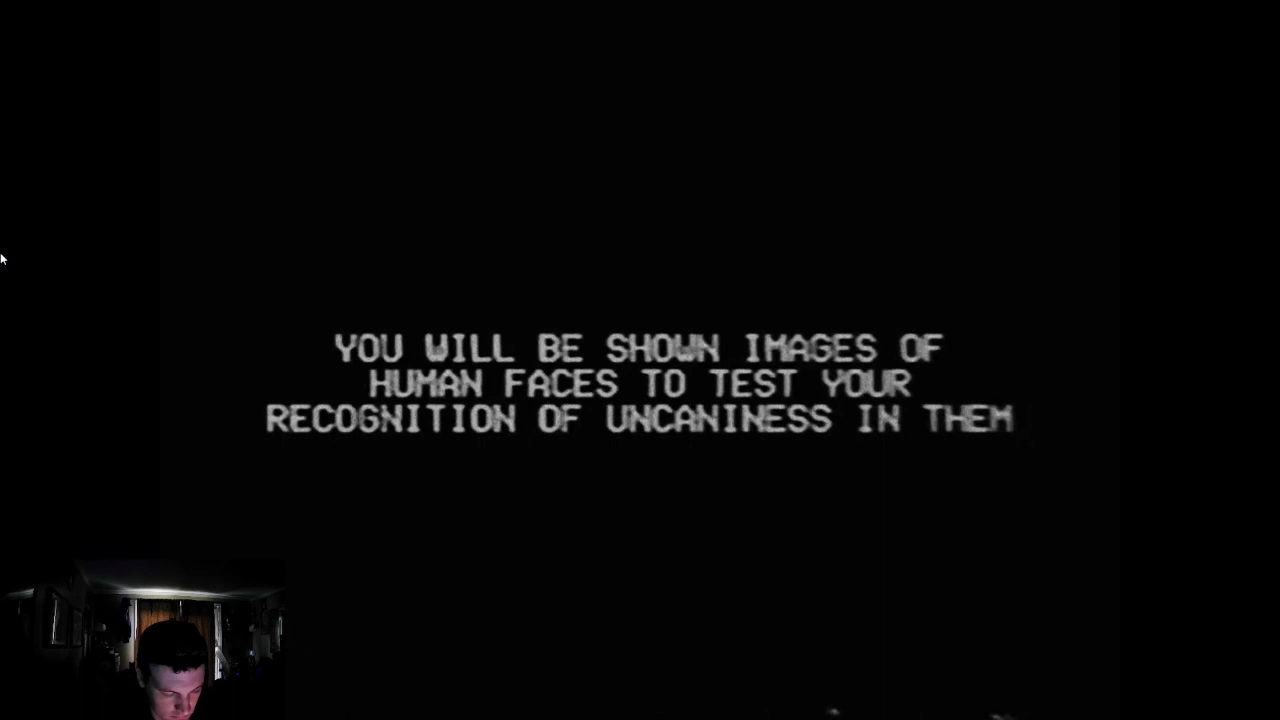 YOU WILL BE SHOWN IMAGES OF
HUMAN FACES TO TEST YOUR
RECOGNITION OF UNCANINESS IN THEM